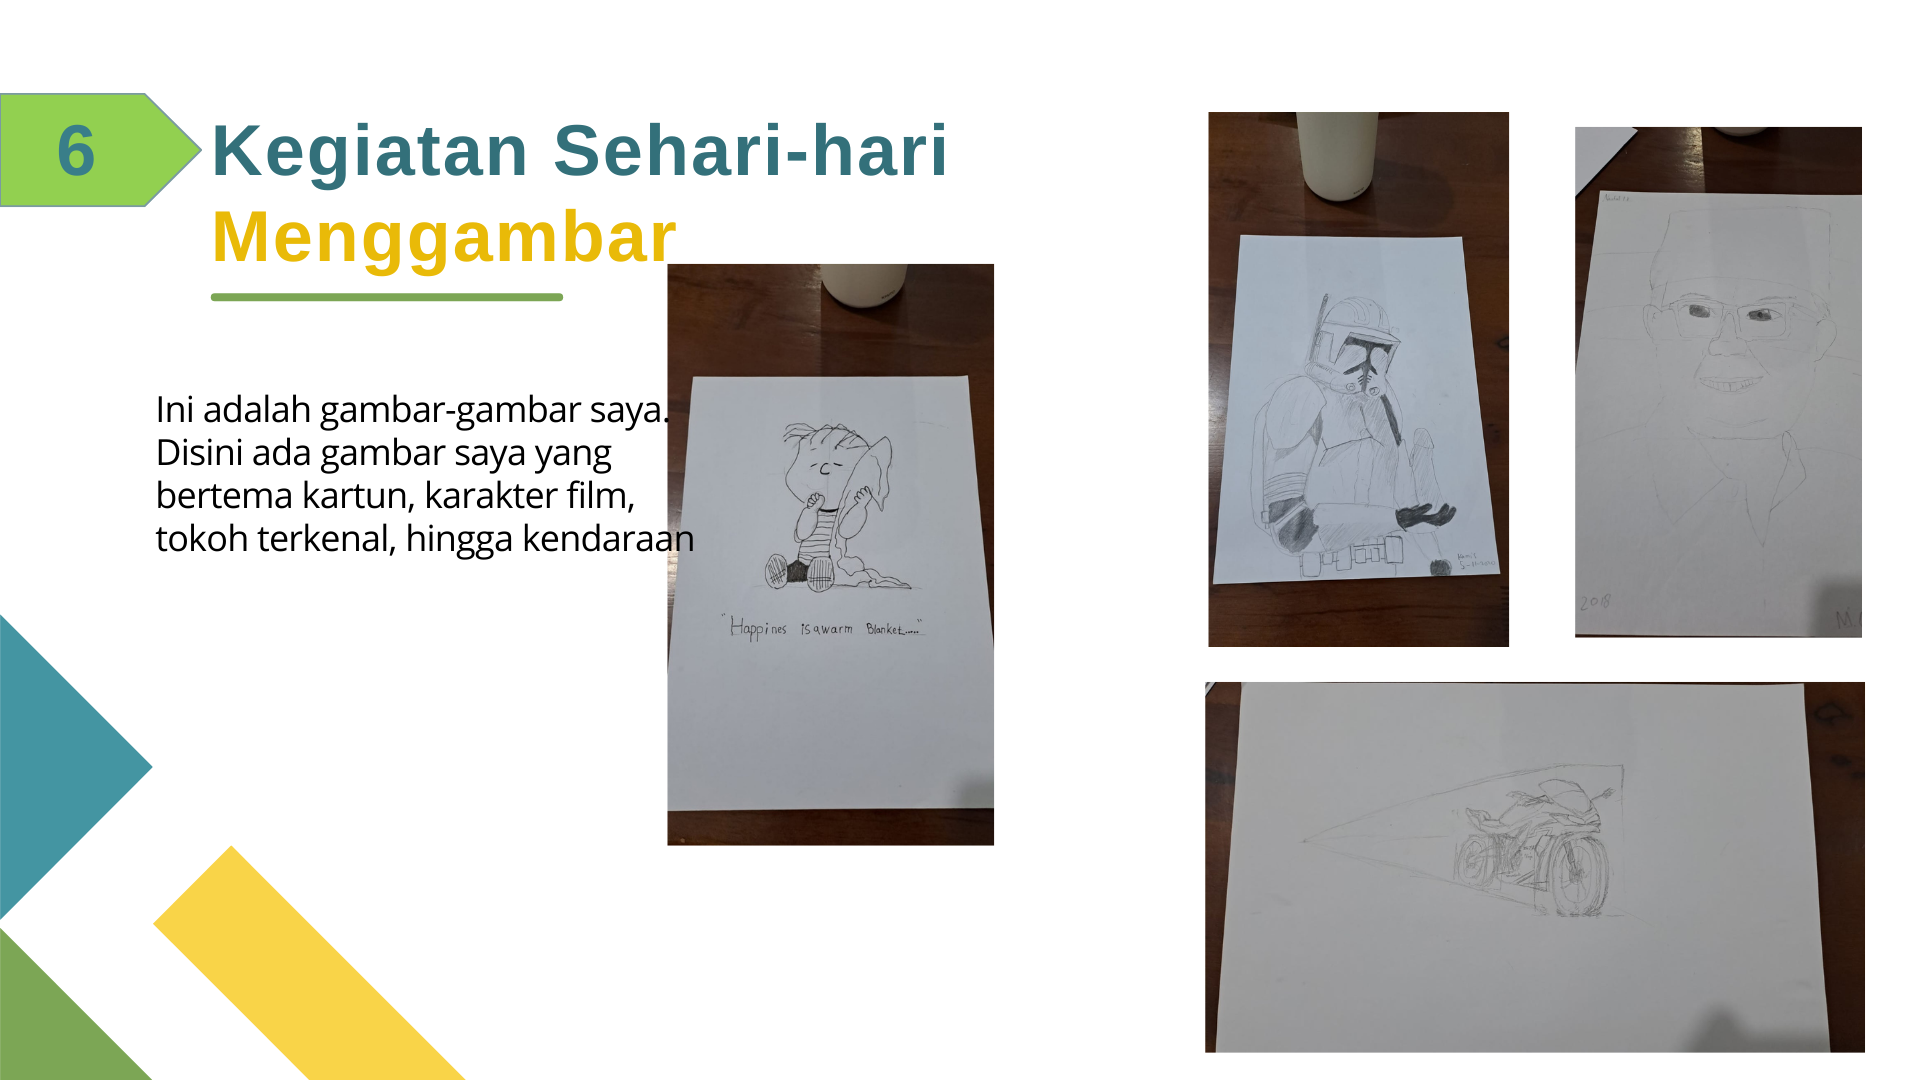 6
Kegiatan Sehari-hari
Menggambar
Ini adalah gambar-gambar saya.
Disini ada gambar saya yang
bertema kartun, karakter film,
tokoh terkenal, hingga kendaraan
"Happines is a warm Blanket....."
2018